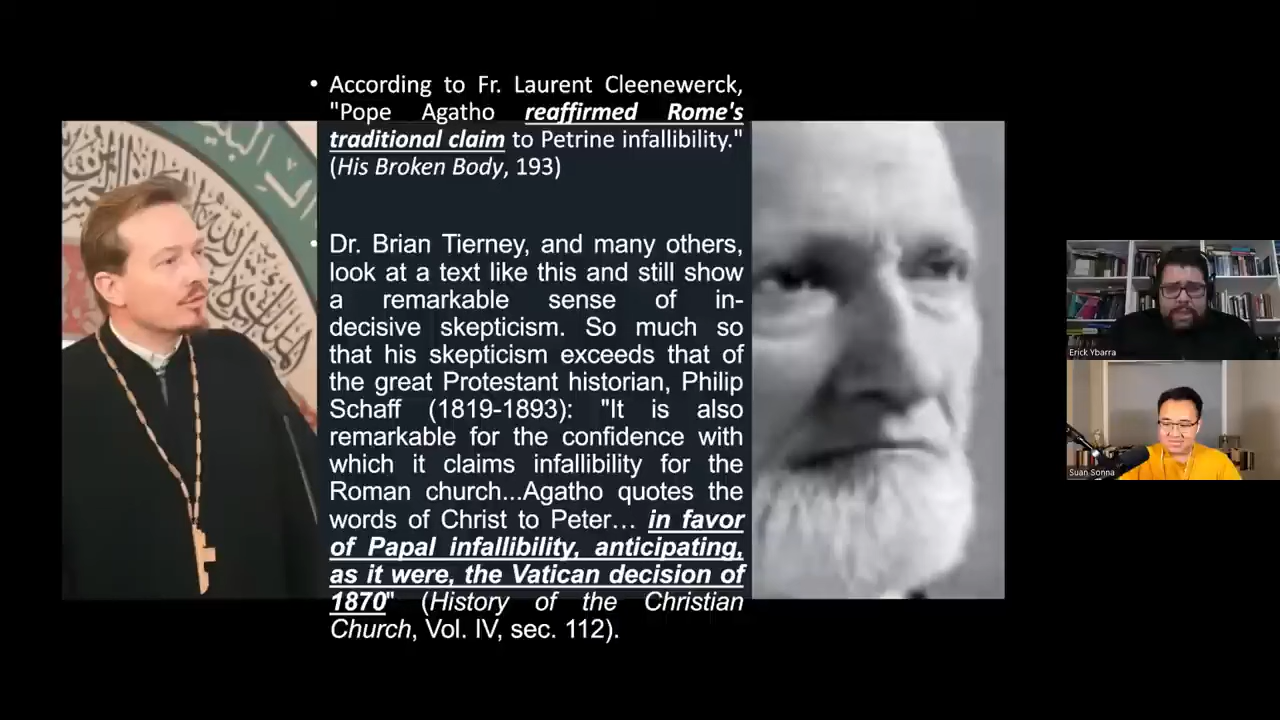 • According to Fr. Laurent Cleenewerck,
"Pope Agatho reaffirmed Rome's
traditional claim to Petrine infallibility."
(His Broken Body, 193)
• Dr. Brian Tierney, and many others,
look at a text like this and still show
a remarkable sense of in-
decisive skepticism. So much so
that his skepticism exceeds that of
the great Protestant historian, Philip
Schaff (1819-1893): "It is also
remarkable for the confidence with
which it claims infallibility for the
Roman church...Agatho quotes the
words of Christ to Peter… in favor
of Papal infallibility, anticipating,
as it were, the Vatican decision of
1870" (History of the Christian
Church, Vol. IV, sec. 112).
Erick Ybarra
Suan Sonna